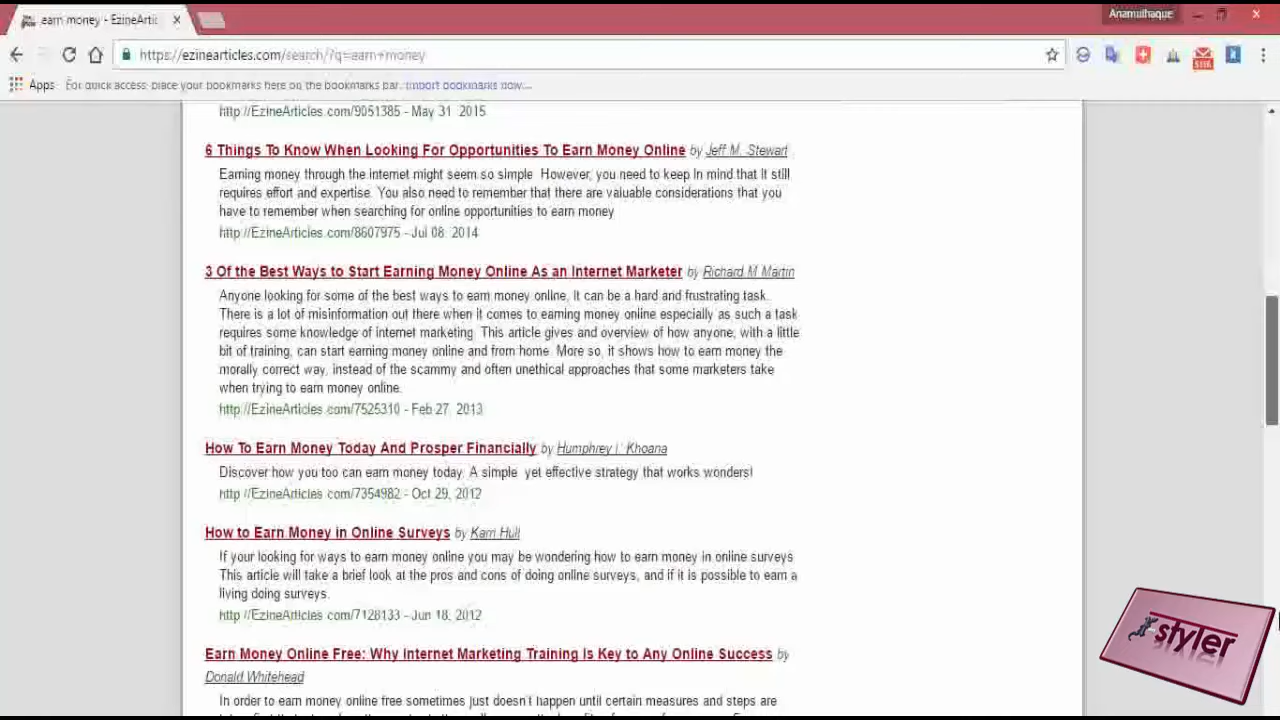 earn money - EzineArtic
Anamulhaque
https://ezinearticles.com/search/?q=earn+money
Apps For quick access, place your bookmarks here on the bookmarks bar. Import bookmarks now...
http://EzineArticles.com/9051385 - May 31, 2015
6 Things To Know When Looking For Opportunities To Earn Money Online by Jeff M. Stewart
Earning money through the internet might seem so simple. However, you need to keep in mind that it still
requires effort and expertise. You also need to remember that there are valuable considerations that you
have to remember when searching for online opportunities to earn money
http://EzineArticles.com/8607975 - Jul 08, 2014
3 Of the Best Ways to Start Earning Money Online As an Internet Marketer by Richard M Martin
Anyone looking for some of the best ways to earn money online, it can be a hard and frustrating task.
There is a lot of misinformation out there when it comes to earning money online especially as such a task
requires some knowledge of internet marketing. This article gives and overview of how anyone, with a little
bit of training, can start earning money online and from home. More so, it shows how to earn money the
morally correct way, instead of the scammy and often unethical approaches that some marketers take
when trying to earn money online.
http://EzineArticles.com/7525310 - Feb 27, 2013
How To Earn Money Today And Prosper Financially by Humphrey L' Khoana
Discover how you too can earn money today. A simple, yet effective strategy that works wonders!
http://EzineArticles.com/7354982 - Oct 29, 2012
How to Earn Money in Online Surveys by Karri Hull
If your looking for ways to earn money online you may be wondering how to earn money in online surveys.
This article will take a brief look at the pros and cons of doing online surveys, and if it is possible to earn a
living doing surveys.
http://EzineArticles.com/7128133 - Jun 18, 2012
Earn Money Online Free: Why Internet Marketing Training Is Key to Any Online Success by
Donald Whitehead
In order to earn money online free sometimes just doesn't happen until certain measures and steps are
styler